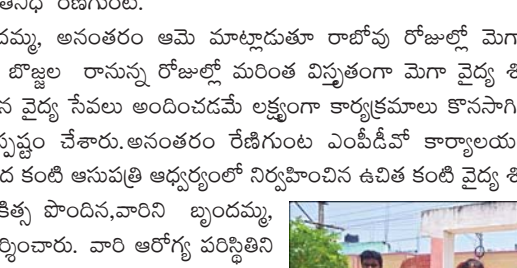 తినిధి రేణిగుంట.
దమ్మ, అనంతరం ఆమె మాట్లాడుతూ రాబోవు రోజుల్లో మెగా
బొజ్జల రానున్న రోజుల్లో మరింత విస్తృతంగా మెగా వైద్య శి
న వైద్య సేవలు అందించడమే లక్ష్యంగా కార్యక్రమాలు కొనసాగి
స్పష్టం చేశారు.అనంతరం రేణిగుంట ఎంపీడీవో కార్యాలయ
ద కంటి ఆసుపత్రి ఆధ్వర్యంలో నిర్వహించిన ఉచిత కంటి వైద్య శి
కిత్స పొందిన,వారిని బృందమ్మ,
ర్శించారు. వారి ఆరోగ్య పరిస్థితిని